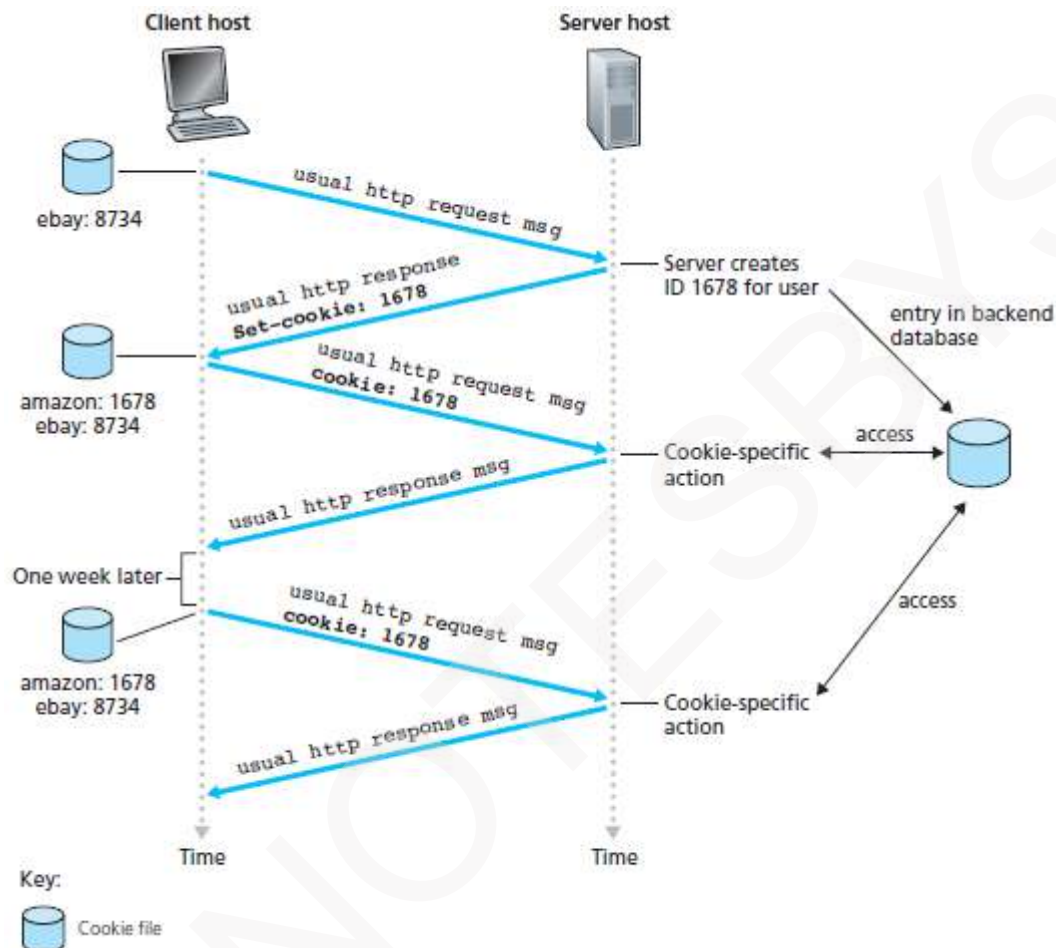 Client host
Server host
usual http request msg
ebay: 8734
Server creates
ID 1678 for user
entry in backend
database
usual http response
Set-cookie: 1678
amazon: 1678
ebay: 8734
usual http request msg
cookie: 1678
Cookie-specific
action
access
usual http response msg
One week later
usual http request msg
cookie: 1678
access
amazon: 1678
ebay: 8734
Cookie-specific
action
usual http response msg
Time
Time
Key:
Cookie file
NOTESBYS